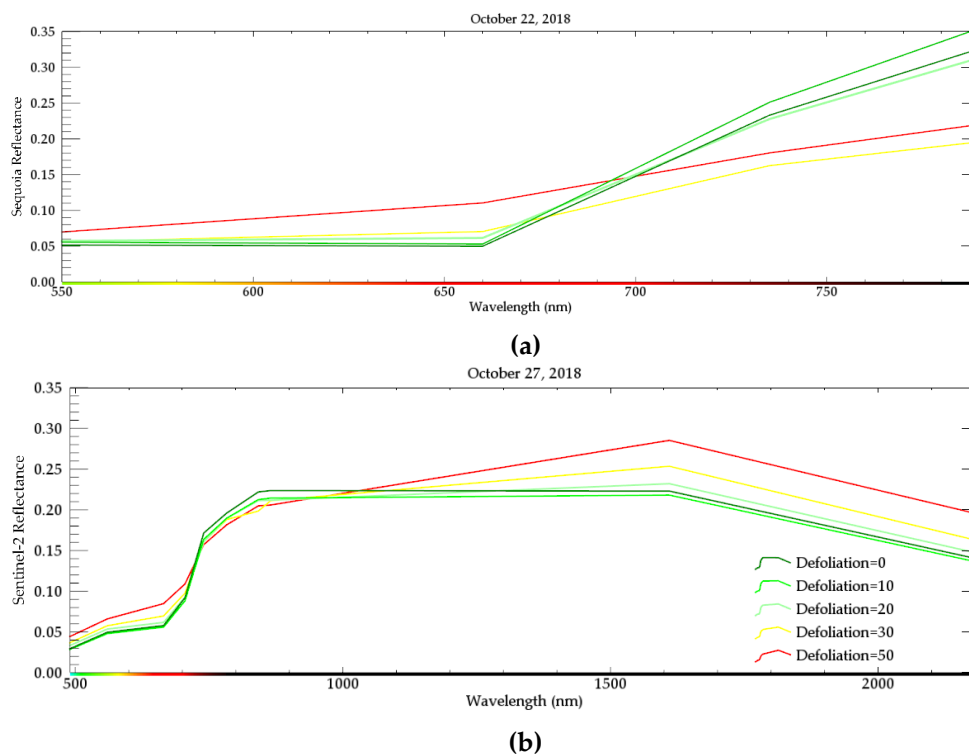 October 22, 2018
0.35
0.30
0.25
0.20
0.15
0.10
0.05
0.00
Sequoia Reflectance
550 600 650 700 750
Wavelength (nm)
(a)
October 27, 2018
0.35
0.30
0.25
0.20
0.15
0.10
0.05
0.00
Sentinel-2 Reflectance
Defoliation=0
Defoliation=10
Defoliation=20
Defoliation=30
Defoliation=50
500 1000 1500 2000
Wavelength (nm)
(b)